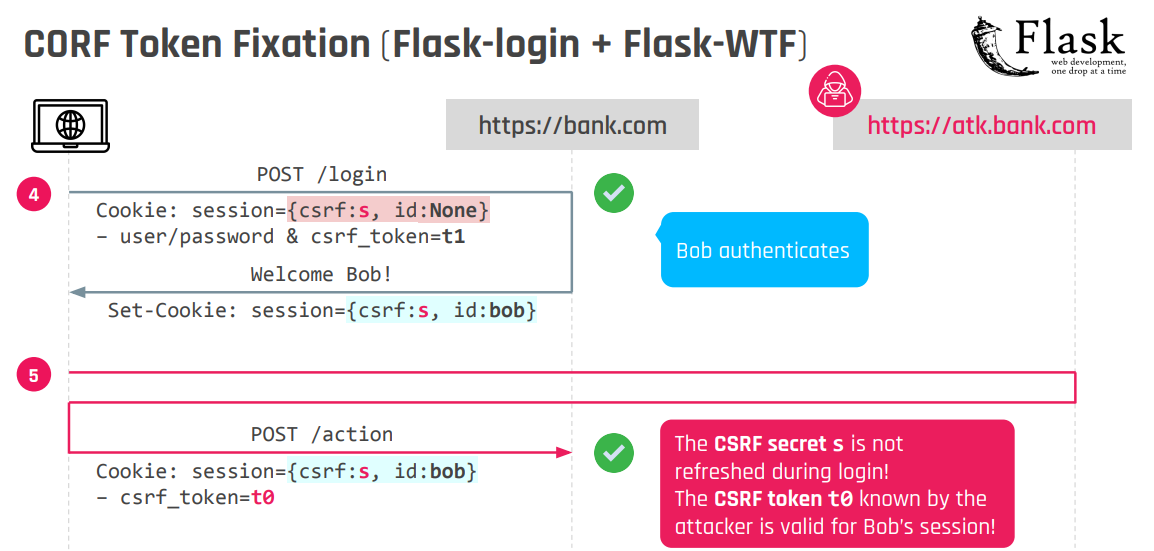 CORF Token Fixation (Flask-login + Flask-WTF)
Flask
web development,
one drop at a time
https://bank.com
https://atk.bank.com
4
POST /login
Cookie: session={csrf:s, id:None}
– user/password & csrf_token=t1
Bob authenticates
Welcome Bob!
Set-Cookie: session={csrf:s, id:bob}
5
POST /action
Cookie: session={csrf:s, id:bob}
– csrf_token=t0
The CSRF secret s is not
refreshed during login!
The CSRF token t0 known by the
attacker is valid for Bob's session!